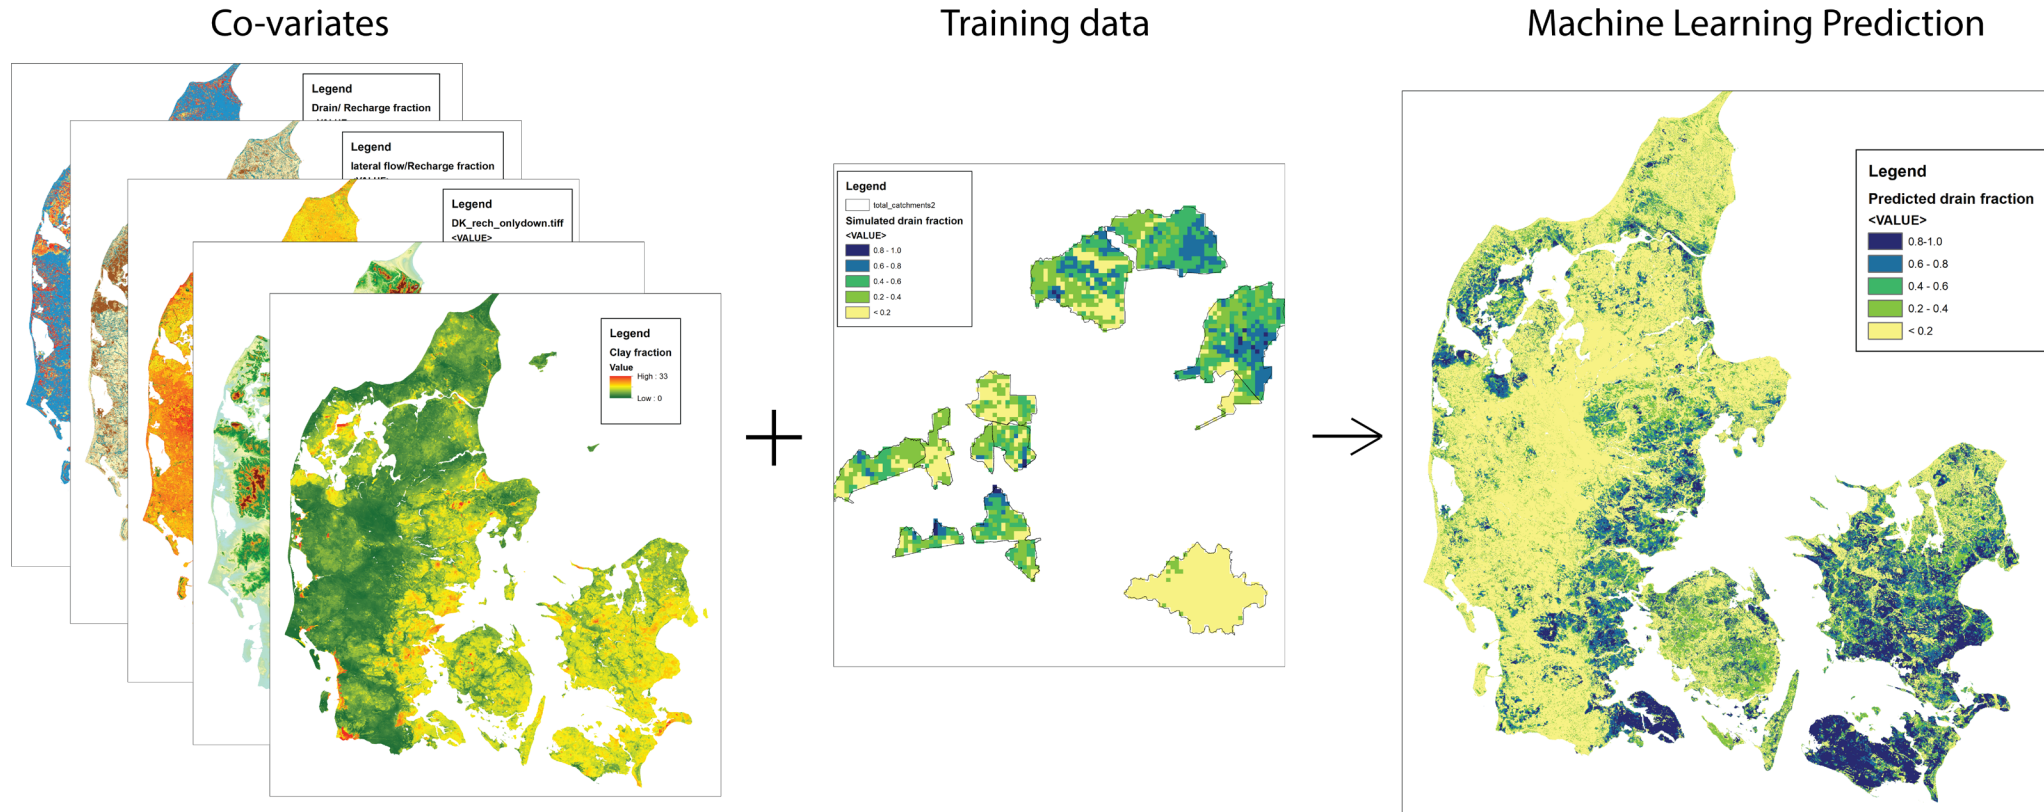 Co-variates
Training data
Machine Learning Prediction
Legend
Drain/ Recharge fraction
Legend
lateral flow/Recharge fraction
Legend
DK_rech_onlydown.tiff
<VALUE>
Legend
Clay fraction
Value
High : 33
Low : 0
Legend
total_catchments2
Simulated drain fraction
<VALUE>
0.8 - 1.0
0.6 - 0.8
0.4 - 0.6
0.2 - 0.4
< 0.2
Legend
Predicted drain fraction
<VALUE>
0.8-1.0
0.6 - 0.8
0.4 - 0.6
0.2 - 0.4
< 0.2